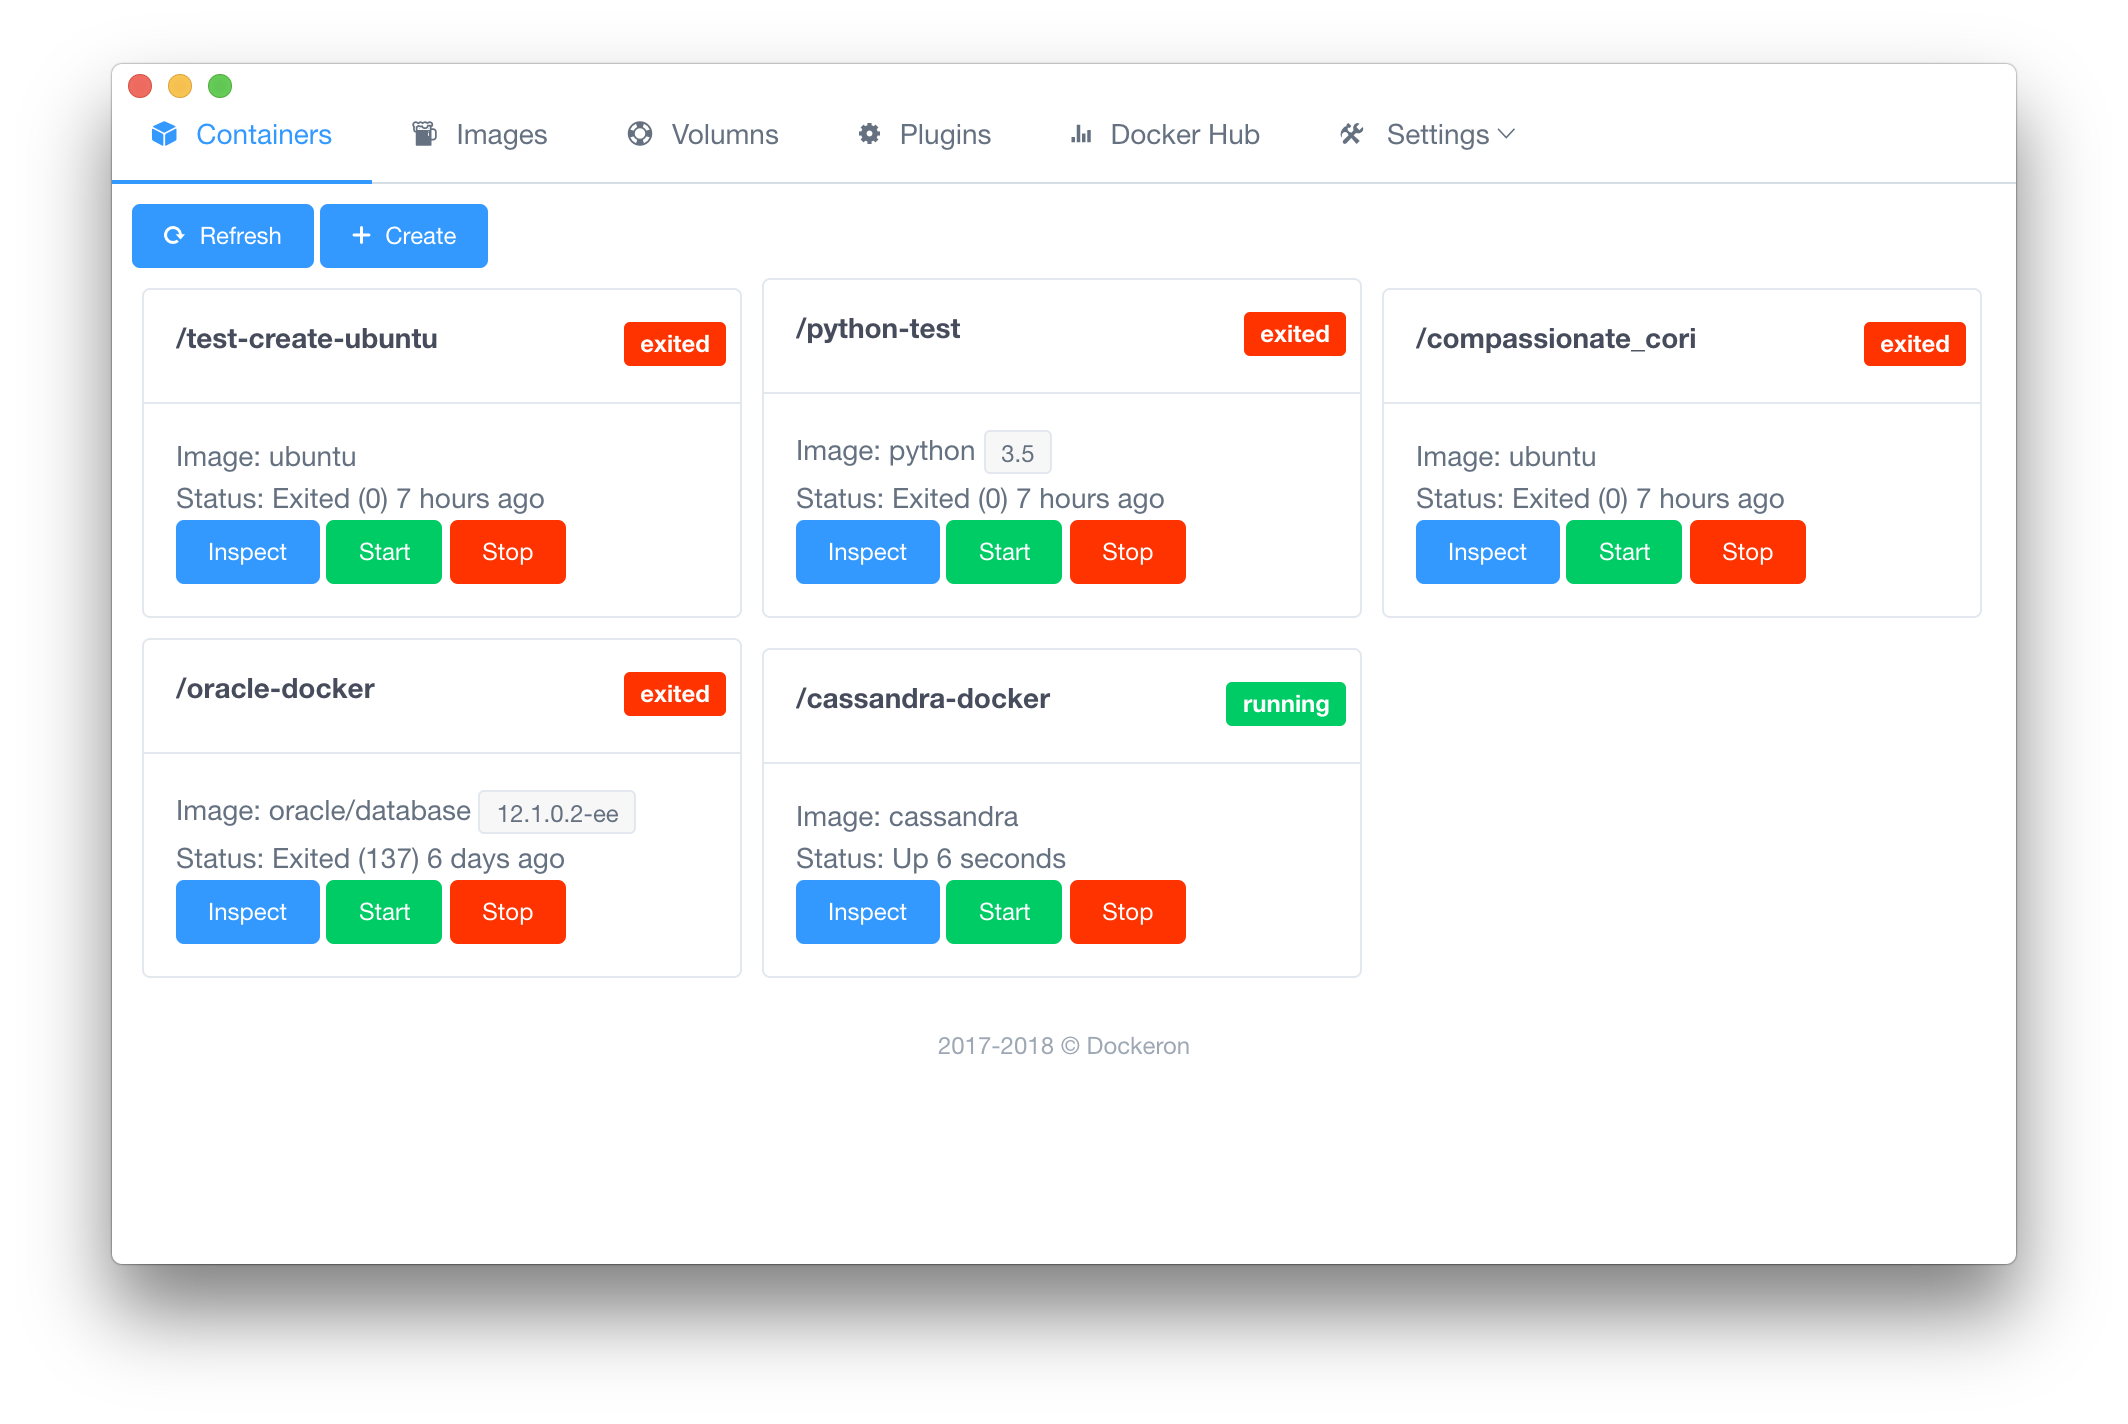 Containers Images Volumns Plugins Docker Hub Settings
Refresh Create
/test-create-ubuntu exited
Image: ubuntu
Status: Exited (0) 7 hours ago
Inspect Start Stop
/python-test exited
Image: python 3.5
Status: Exited (0) 7 hours ago
Inspect Start Stop
/compassionate_cori exited
Image: ubuntu
Status: Exited (0) 7 hours ago
Inspect Start Stop
/oracle-docker exited
Image: oracle/database 12.1.0.2-ee
Status: Exited (137) 6 days ago
Inspect Start Stop
/cassandra-docker running
Image: cassandra
Status: Up 6 seconds
Inspect Start Stop
2017-2018 © Dockeron